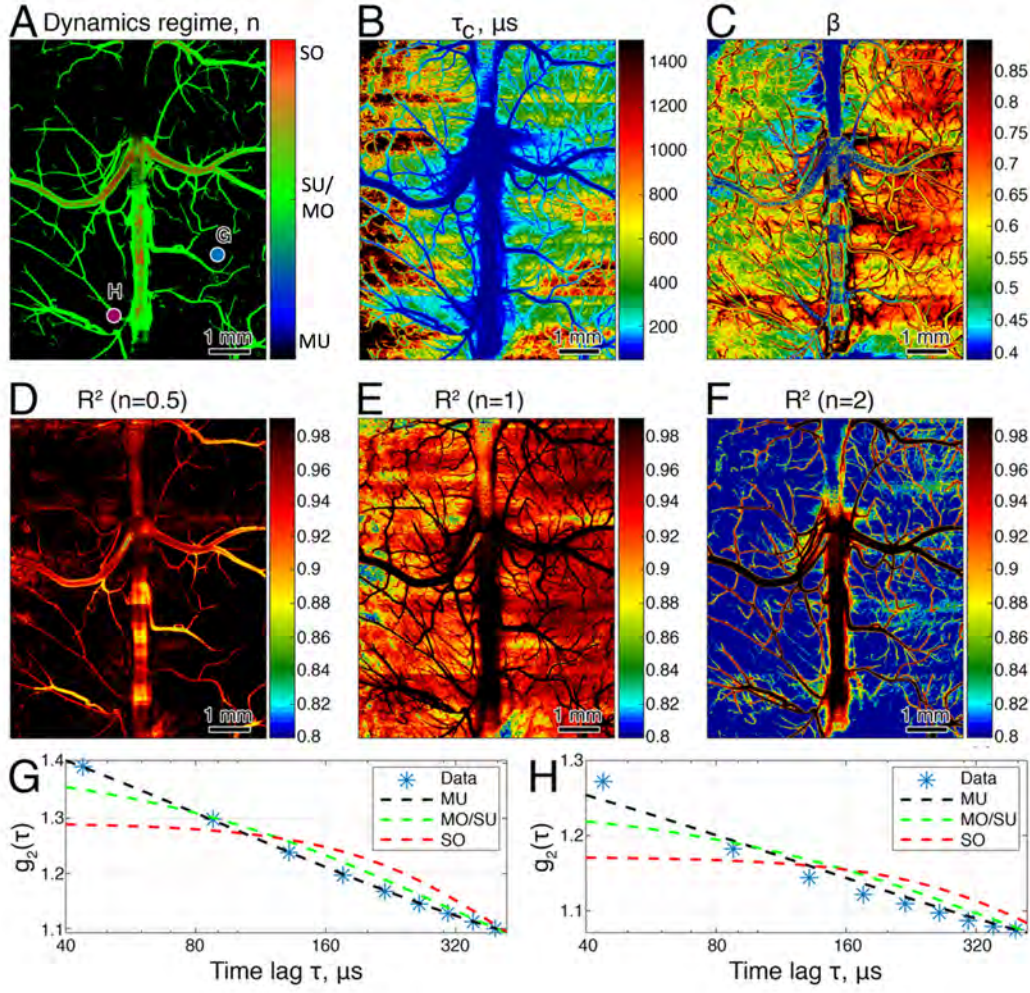 A Dynamics regime, n
SO
SU/
MO
MU
G
H
1 mm
B τc, μs
1400
1200
1000
800
600
400
200
1 mm
C β
0.85
0.8
0.75
0.7
0.65
0.6
0.55
0.5
0.45
0.4
1 mm
D R² (n=0.5)
0.98
0.96
0.94
0.92
0.9
0.88
0.86
0.84
0.82
0.8
1 mm
E R² (n=1)
0.98
0.96
0.94
0.92
0.9
0.88
0.86
0.84
0.82
0.8
1 mm
F R² (n=2)
0.98
0.96
0.94
0.92
0.9
0.88
0.86
0.84
0.82
0.8
1 mm
G
g₂(τ)
1.4
1.3
1.2
1.1
40
80
160
320
Time lag τ, μs
Data
MU
MO/SU
SO
H
g₂(τ)
1.3
1.2
1.1
40
80
160
320
Time lag τ, μs
Data
MU
MO/SU
SO